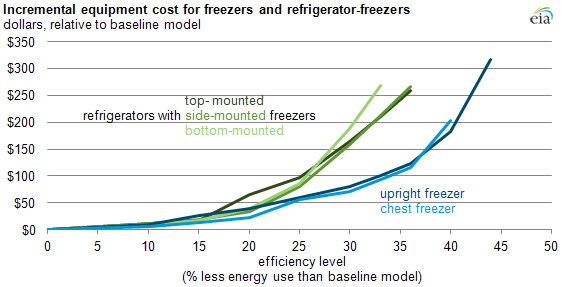 Incremental equipment cost for freezers and refrigerator-freezers
dollars, relative to baseline model
eia
$350
$300
$250
$200
$150
$100
$50
$0
top- mounted
refrigerators with side-mounted freezers
bottom-mounted
upright freezer
chest freezer
0 5 10 15 20 25 30 35 40 45 50
efficiency level
(% less energy use than baseline model)